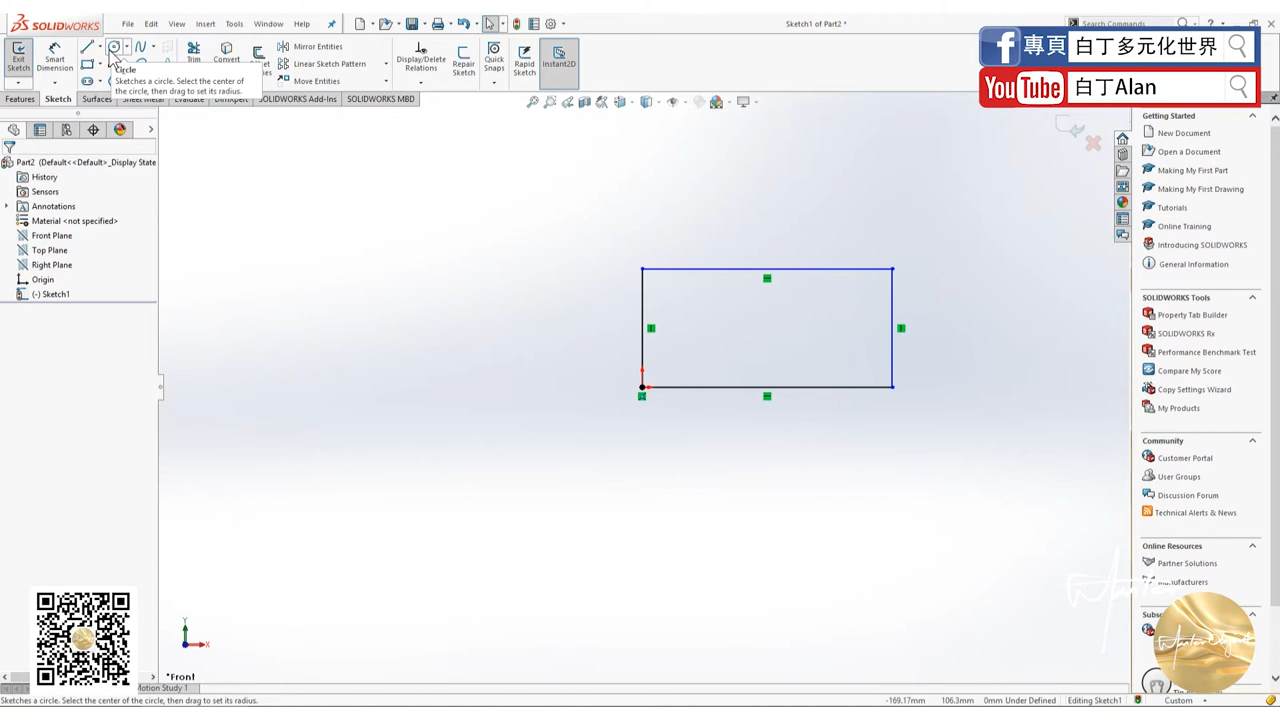 SOLIDWORKS
File
Edit
View
Insert
Tools
Window
Help
Sketch1 of Part2 *
Search Commands
Exit Sketch
Smart Dimension
Trim
Convert
Mirror Entities
Linear Sketch Pattern
Move Entities
Display/Delete Relations
Repair Sketch
Quick Snaps
Rapid Sketch
Instant2D
Circle
Sketches a circle. Select the center of
the circle, then drag to set its radius.
Features
Sketch
Surfaces
Sheet Metal
Evaluate
DimXpert
SOLIDWORKS Add-Ins
SOLIDWORKS MBD
f 專頁 白丁多元化世界
YouTube 白丁Alan
Part2 (Default<<Default>_Display State
History
Sensors
Annotations
Material <not specified>
Front Plane
Top Plane
Right Plane
Origin
(-) Sketch1
Getting Started
New Document
Open a Document
Making My First Part
Making My First Drawing
Tutorials
Online Training
Introducing SOLIDWORKS
General Information
SOLIDWORKS Tools
Property Tab Builder
SOLIDWORKS Rx
Performance Benchmark Test
Compare My Score
Copy Settings Wizard
My Products
Community
Customer Portal
User Groups
Discussion Forum
Technical Alerts & News
Online Resources
Partner Solutions
Manufacturers
Y
X
*Front
Motion Study 1
Sketches a circle. Select the center of the circle, then drag to set its radius.
-169.17mm
106.3mm
0mm Under Defined
Editing Sketch1
Custom